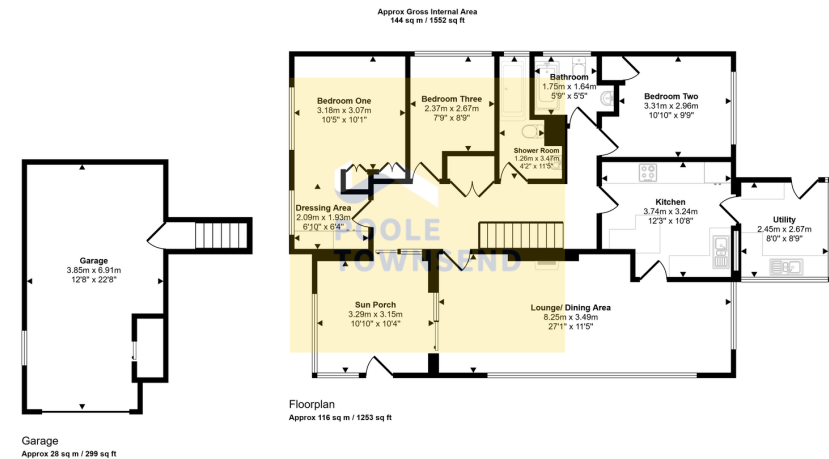 Approx Gross Internal Area
144 sq m / 1552 sq ft
Bedroom One
3.18m x 3.07m
10'5" x 10'1"
Bedroom Three
2.37m x 2.67m
7'9" x 8'9"
Bathroom
1.75m x 1.64m
5'9" x 5'5"
Bedroom Two
3.31m x 2.96m
10'10" x 9'9"
Shower Room
1.26m x 3.47m
4'2" x 11'5"
Dressing Area
2.09m x 1.93m
6'10" x 6'4"
Kitchen
3.74m x 3.24m
12'3" x 10'8"
Utility
2.45m x 2.67m
8'0" x 8'9"
POOLE
TOWNSEND
Garage
3.85m x 6.91m
12'8" x 22'8"
Sun Porch
3.29m x 3.15m
10'10" x 10'4"
Lounge/ Dining Area
8.25m x 3.49m
27'1" x 11'5"
Floorplan
Approx 116 sq m / 1253 sq ft
Garage
Approx 28 sq m / 299 sq ft